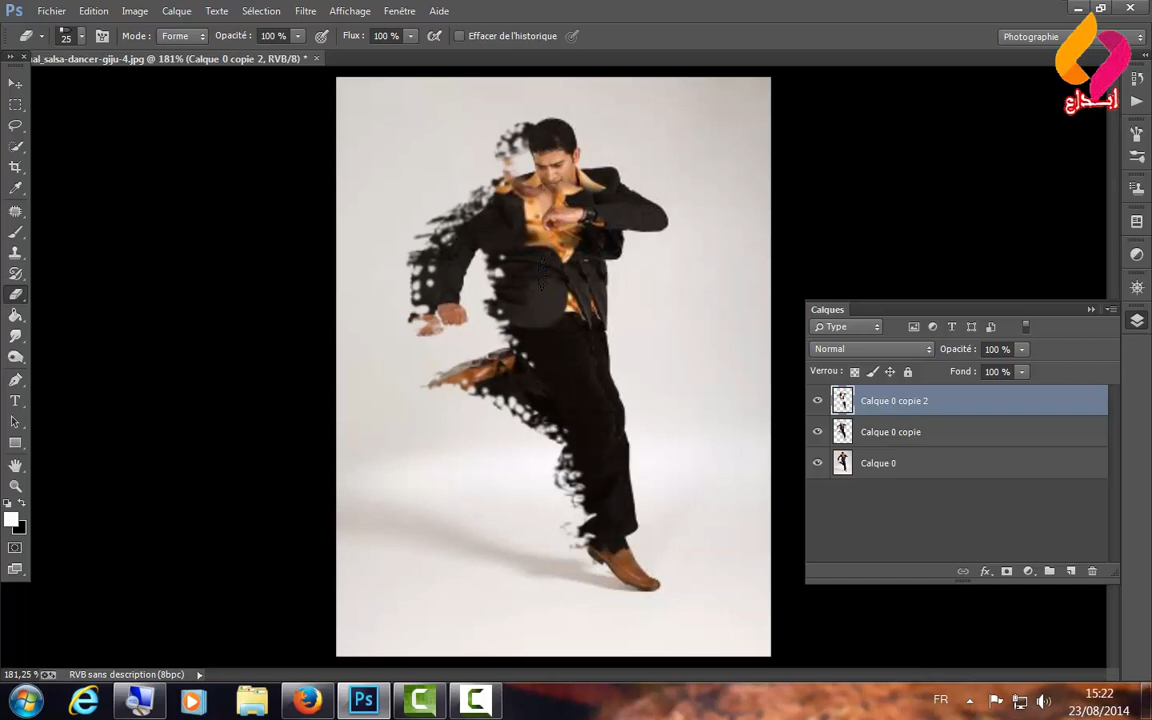 Ps Fichier Edition Image Calque Texte Sélection Filtre Affichage Fenêtre Aide
25 Mode : Forme Opacité : 100 % Flux : 100 % Effacer de l'historique Photographie
al_salsa-dancer-giju-4.jpg @ 181% (Calque 0 copie 2, RVB/8) * ×
إبداع
Calques
Type
Normal Opacité : 100 %
Verrou : Fond : 100 %
Calque 0 copie 2
Calque 0 copie
Calque 0
fx
181,25 % RVB sans description (8bpc)
Ps FR 15:22
23/08/2014